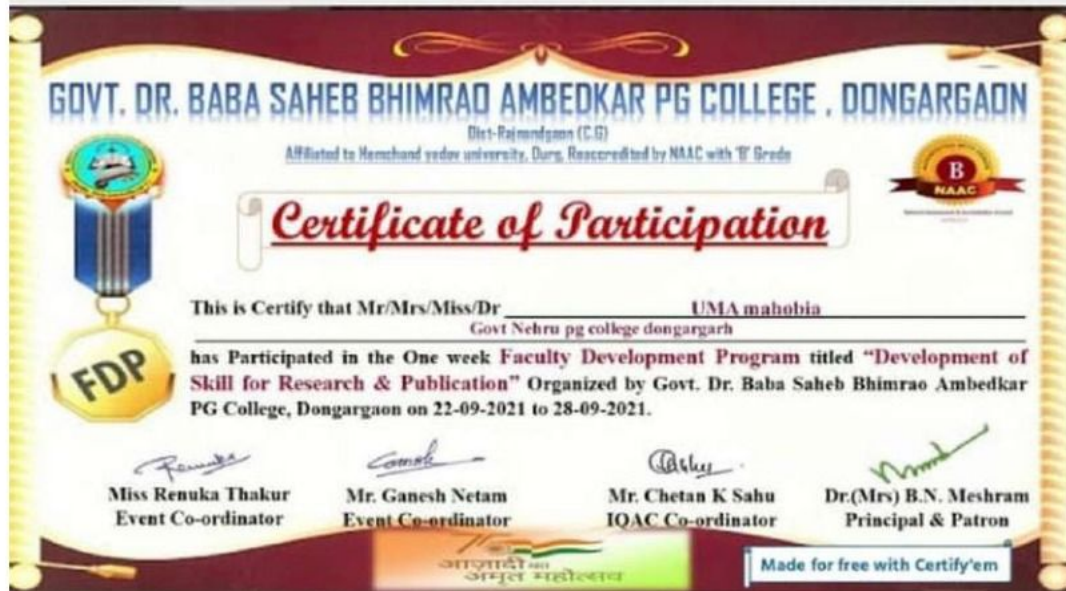 GOVT. DR. BABA SAHEB BHIMRAO AMBEDKAR PG COLLEGE , DONGARGAON
Dist-Rajnandgaon (C.G)
Affiliated to Hemchand yadav university, Durg, Reaccredited by NAAC with 'B' Grade
B
NAAC
Certificate of Participation
This is Certify that Mr/Mrs/Miss/Dr UMA mahobia
Govt Nehru pg college dongargarh
has Participated in the One week Faculty Development Program titled “Development of
Skill for Research & Publication” Organized by Govt. Dr. Baba Saheb Bhimrao Ambedkar
PG College, Dongargaon on 22-09-2021 to 28-09-2021.
FDP
Miss Renuka Thakur
Event Co-ordinator
Mr. Ganesh Netam
Event Co-ordinator
Mr. Chetan K Sahu
IQAC Co-ordinator
Dr.(Mrs) B.N. Meshram
Principal & Patron
आज़ादी का
अमृत महोत्सव
Made for free with Certify'em